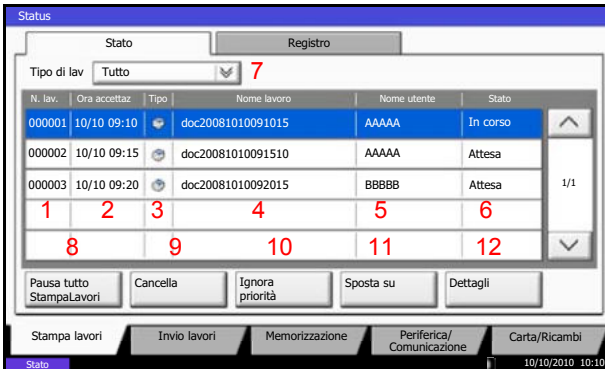 Status
Stato Registro
Tipo di lav Tutto 7
N. lav. Ora accettaz Tipo Nome lavoro Nome utente Stato
000001 10/10 09:10 doc20081010091015 AAAAA In corso
000002 10/10 09:15 doc20081010091510 AAAAA Attesa
000003 10/10 09:20 doc20081010092015 BBBBB Attesa
1/1
1 2 3 4 5 6
8 9 10 11 12
Pausa tutto
StampaLavori
Cancella
Ignora
priorità
Sposta su
Dettagli
Stampa lavori
Invio lavori
Memorizzazione
Periferica/
Comunicazione
Carta/Ricambi
Stato 10/10/2010 10:10